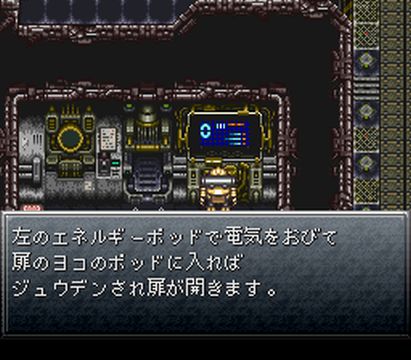 左のエネルギーポッドで電気をおびて
扉のヨコのポッドに入れば
ジュウデンされ扉が開きます。